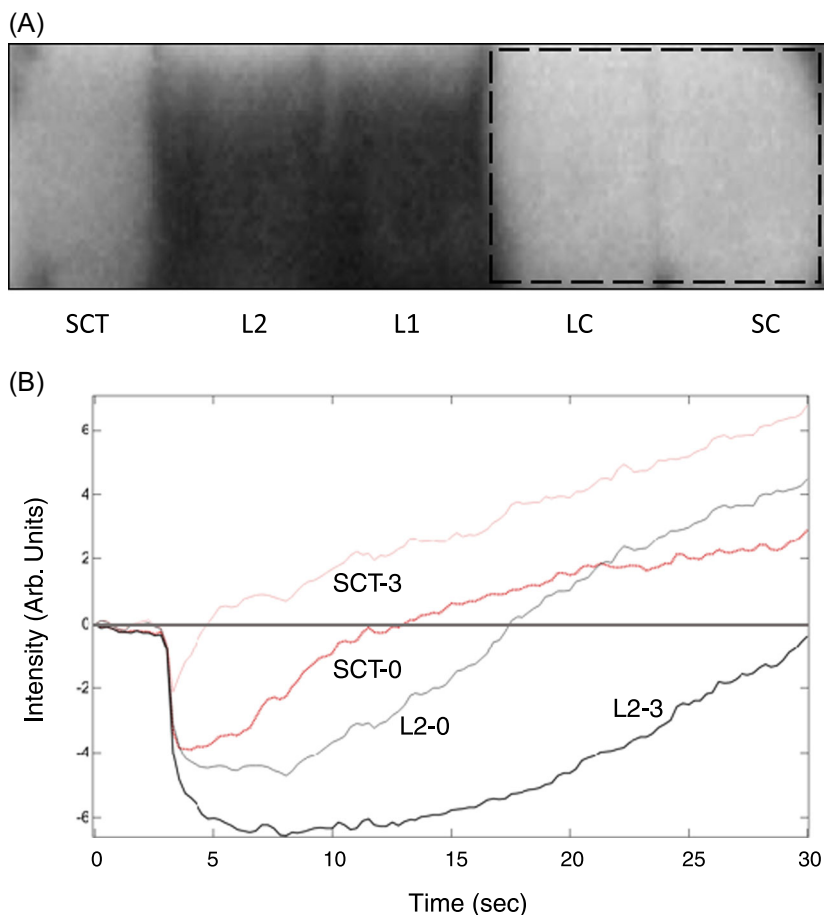 (A)
SCT L2 L1 LC SC
(B)
Intensity (Arb. Units)
6
4
2
0
-2
-4
-6
SCT-3
SCT-0
L2-0
L2-3
0 5 10 15 20 25 30
Time (sec)